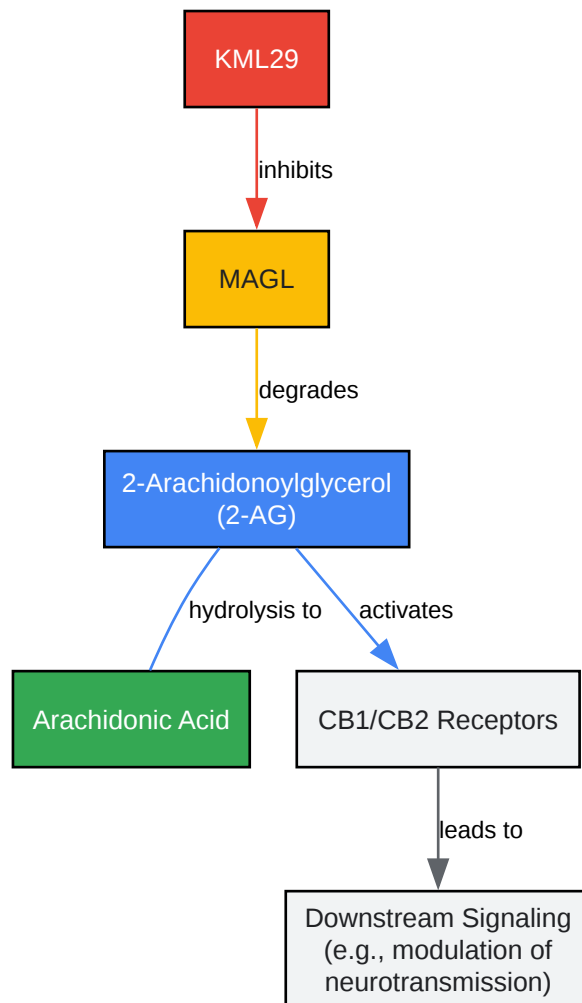 KML29
inhibits
MAGL
degrades
2-Arachidonoylglycerol
(2-AG)
hydrolysis to
activates
Arachidonic Acid
CB1/CB2 Receptors
leads to
Downstream Signaling
(e.g., modulation of
neurotransmission)